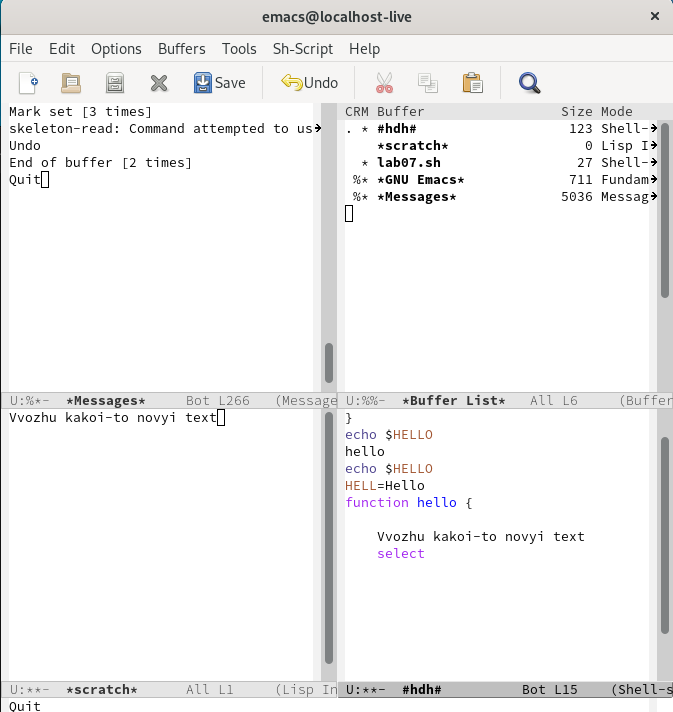 emacs@localhost-live ×
File Edit Options Buffers Tools Sh-Script Help
Save Undo
Mark set [3 times]
skeleton-read: Command attempted to us
Undo
End of buffer [2 times]
Quit
U:%*- *Messages* Bot L266 (Message
CRM Buffer Size Mode
. * #hdh# 123 Shell-
*scratch* 0 Lisp I
* lab07.sh 27 Shell-
%* *GNU Emacs* 711 Fundam
%* *Messages* 5036 Messag
U:%%- *Buffer List* All L6 (Buffer
Vvozhu kakoi-to novyi text
U:**- *scratch* All L1 (Lisp In
}
echo $HELLO
hello
echo $HELLO
HELL=Hello
function hello {
Vvozhu kakoi-to novyi text
select
U:**- #hdh# Bot L15 (Shell-s
Quit